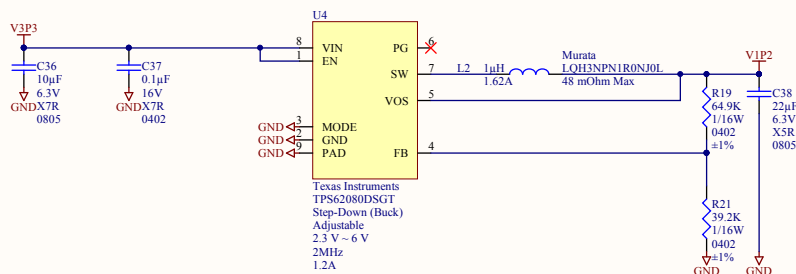 U4
V3P3
C36
10µF
6.3V
X7R
0805
GND
C37
0.1µF
16V
X7R
0402
GND
8 VIN
1 EN
GND 3 MODE
GND 2 GND
GND 9 PAD
PG 6
SW 7
VOS 5
FB 4
Texas Instruments
TPS62080DSGT
Step-Down (Buck)
Adjustable
2.3 V ~ 6 V
2MHz
1.2A
L2 1µH
1.62A
Murata
LQH3NPN1R0NJ0L
48 mOhm Max
V1P2
R19
64.9K
1/16W
0402
±1%
C38
22µF
6.3V
X5R
0805
R21
39.2K
1/16W
0402
±1%
GND
GND